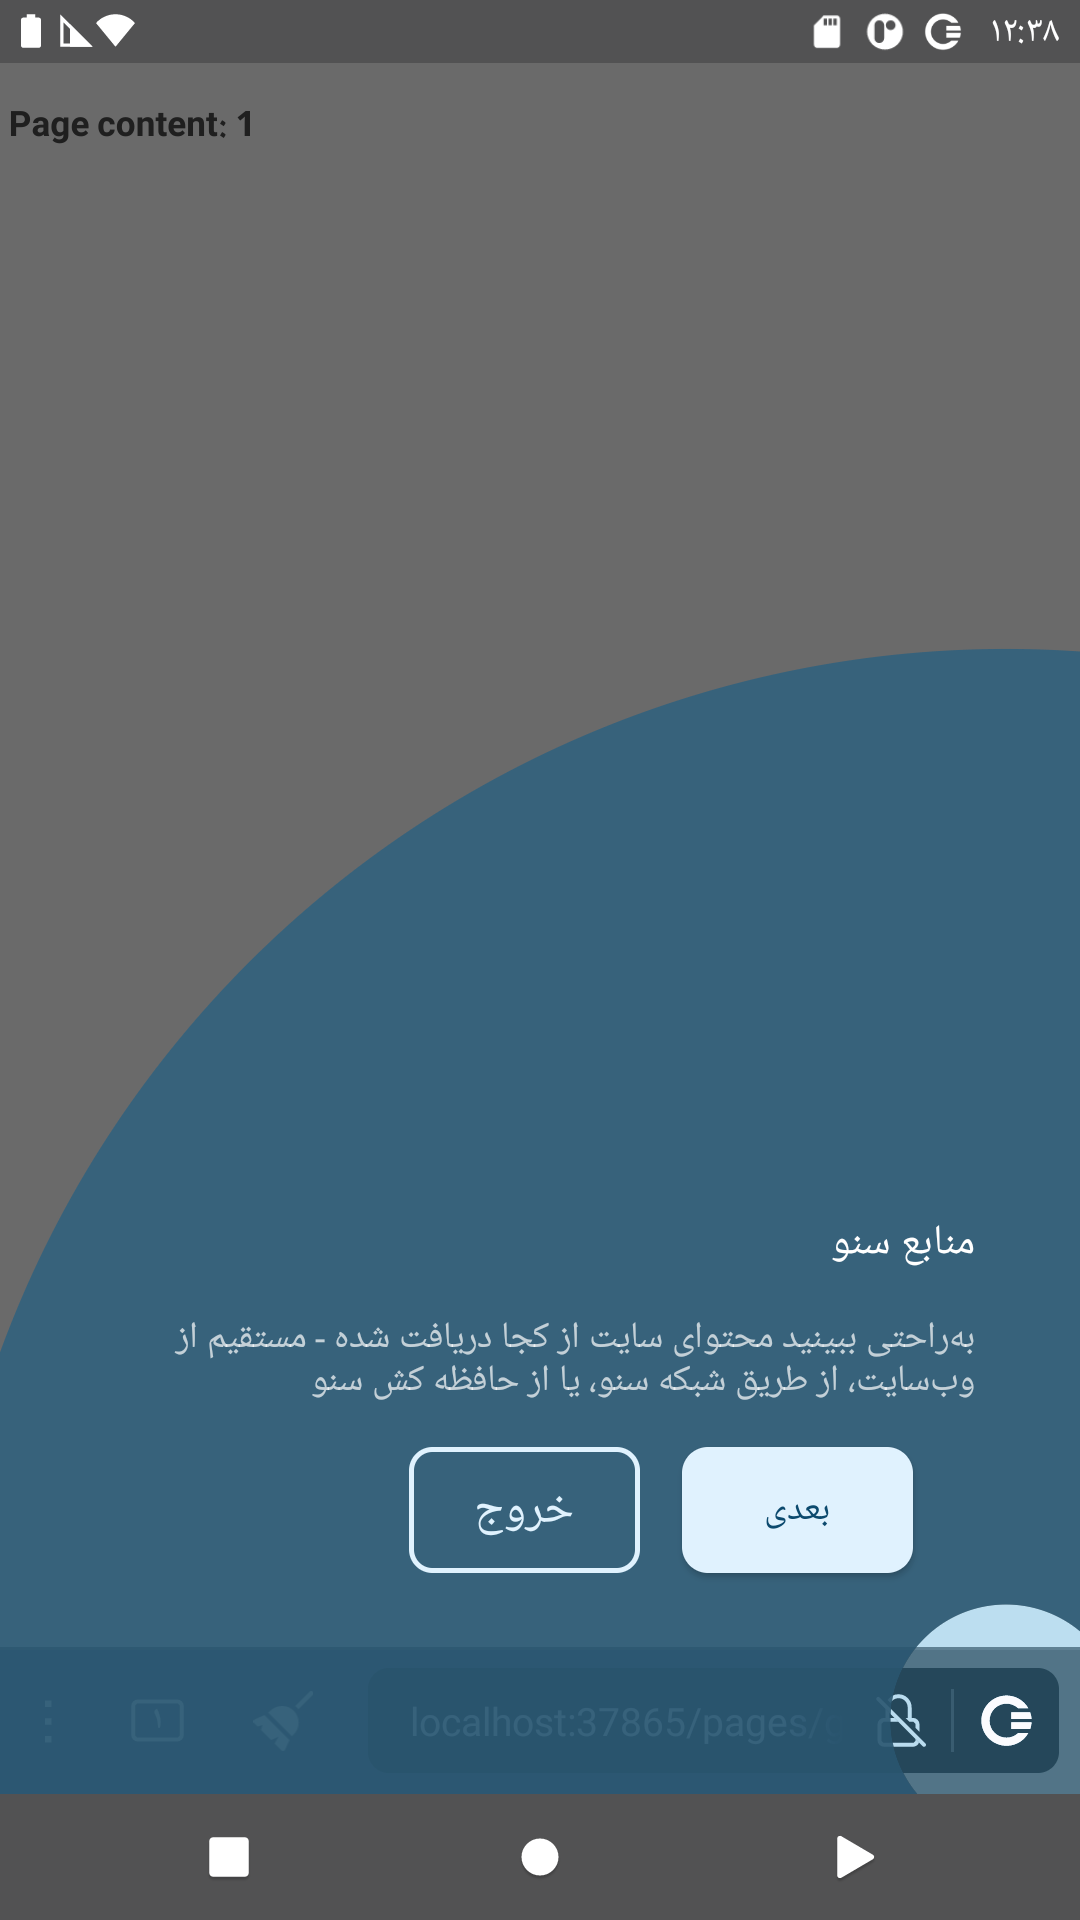 ۱۲:۳۸
Page content: 1
منابع سنو
به‌راحتی ببینید محتوای سایت از کجا دریافت شده - مستقیم از
وب‌سایت، از طریق شبکه سنو، یا از حافظه کش سنو
بعدی
خروج
۱
localhost:37865/pages/